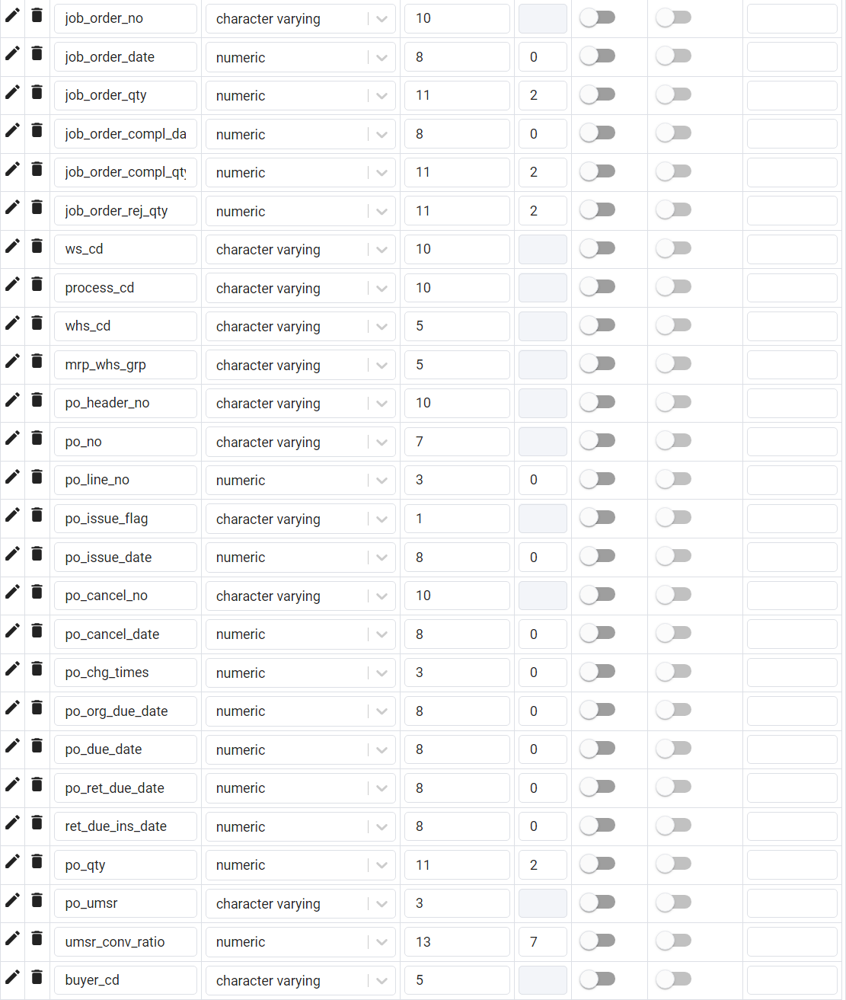 job_order_no character varying 10
job_order_date numeric 8 0
job_order_qty numeric 11 2
job_order_compl_da numeric 8 0
job_order_compl_qty numeric 11 2
job_order_rej_qty numeric 11 2
ws_cd character varying 10
process_cd character varying 10
whs_cd character varying 5
mrp_whs_grp character varying 5
po_header_no character varying 10
po_no character varying 7
po_line_no numeric 3 0
po_issue_flag character varying 1
po_issue_date numeric 8 0
po_cancel_no character varying 10
po_cancel_date numeric 8 0
po_chg_times numeric 3 0
po_org_due_date numeric 8 0
po_due_date numeric 8 0
po_ret_due_date numeric 8 0
ret_due_ins_date numeric 8 0
po_qty numeric 11 2
po_umsr character varying 3
umsr_conv_ratio numeric 13 7
buyer_cd character varying 5